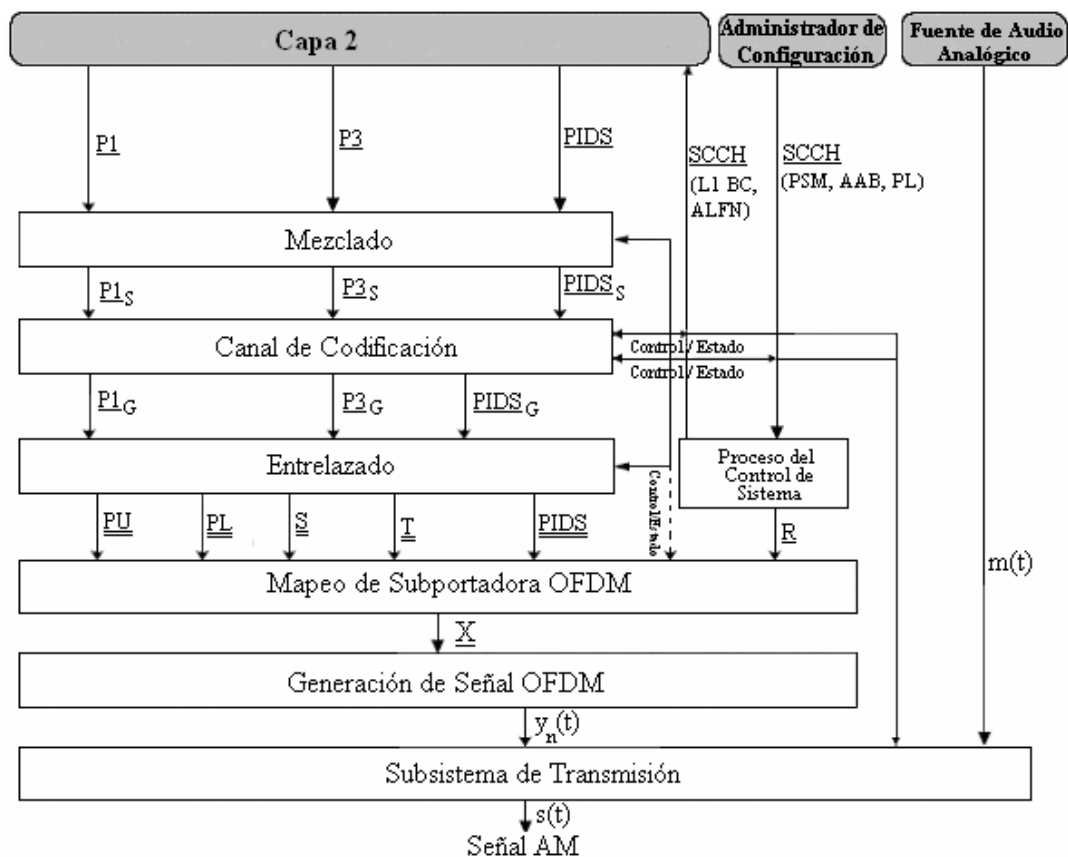 Capa 2
Administrador de
Configuración
Fuente de Audio
Analógico
P1
P3
PIDS
SCCH
(L1 BC,
ALFN)
SCCH
(PSM, AAB, PL)
Mezclado
P1S
P3S
PIDSS
Canal de Codificación
Control / Estado
Control / Estado
P1G
P3G
PIDSG
Entrelazado
Proceso del
Control de
Sistema
Control/Estado
PU
PL
S
T
PIDS
R
m(t)
Mapeo de Subportadora OFDM
X
Generación de Señal OFDM
yn(t)
Subsistema de Transmisión
s(t)
Señal AM